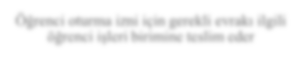 Öğrenci oturma izni için gerekli evrakı ilgili
öğrenci işleri birimine teslim eder